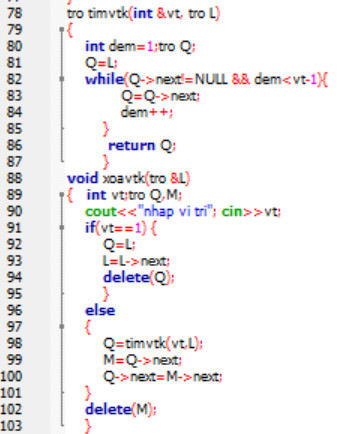 78 tro timvtk(int &vt, tro L)
79 {
80 int dem=1;tro Q;
81 Q=L;
82 while(Q->next!=NULL && dem<vt-1){
83 Q=Q->next;
84 dem++;
85 }
86 return Q;
87 }
88 void xoavtk(tro &L)
89 { int vt;tro Q,M;
90 cout<<"nhap vi tri"; cin>>vt;
91 if(vt==1) {
92 Q=L;
93 L=L->next;
94 delete(Q);
95 }
96 else
97 {
98 Q=timvtk(vt,L);
99 M=Q->next;
100 Q->next=M->next;
101 }
102 delete(M);
103 }